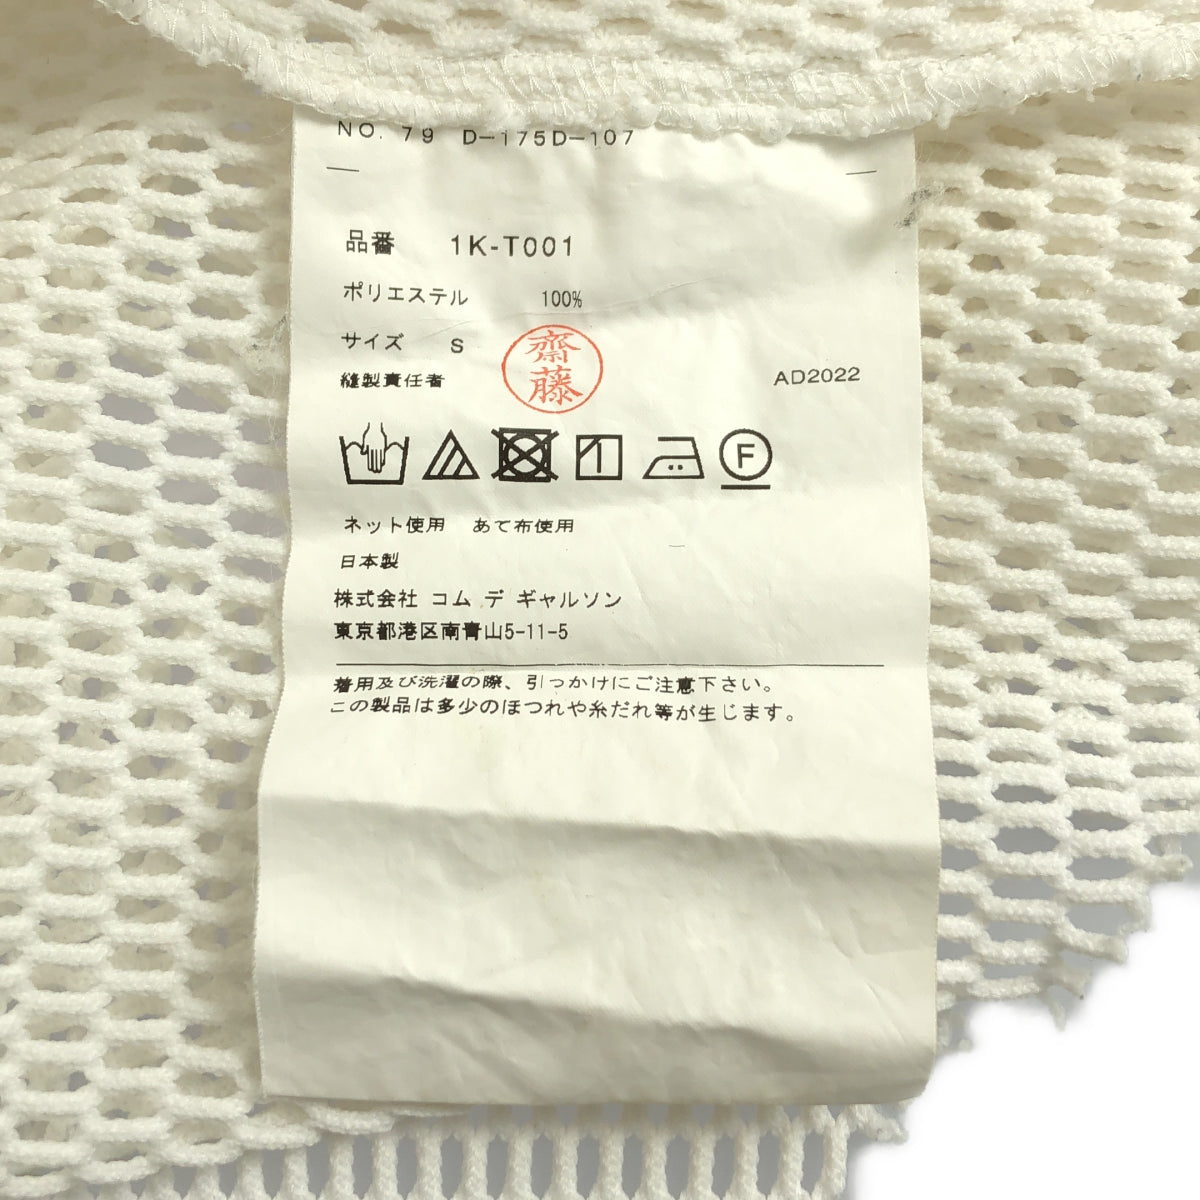 NO. 79 D-175D-107
品番 1K-T001
ポリエステル 100%
サイズ S
齋藤
縫製責任者
AD2022
F
ネット使用 あて布使用
日本製
株式会社 コム デ ギャルソン
東京都港区南青山5-11-5
着用及び洗濯の際、引っかけにご注意下さい。
この製品は多少のほつれや糸だれ等が生じます。